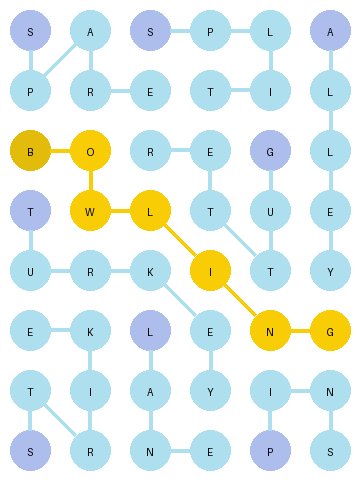 S A S P L A
P R E T I L
B O R E G L
T W L T U E
U R K I T Y
E K L E N G
T I A Y I N
S R N E P S